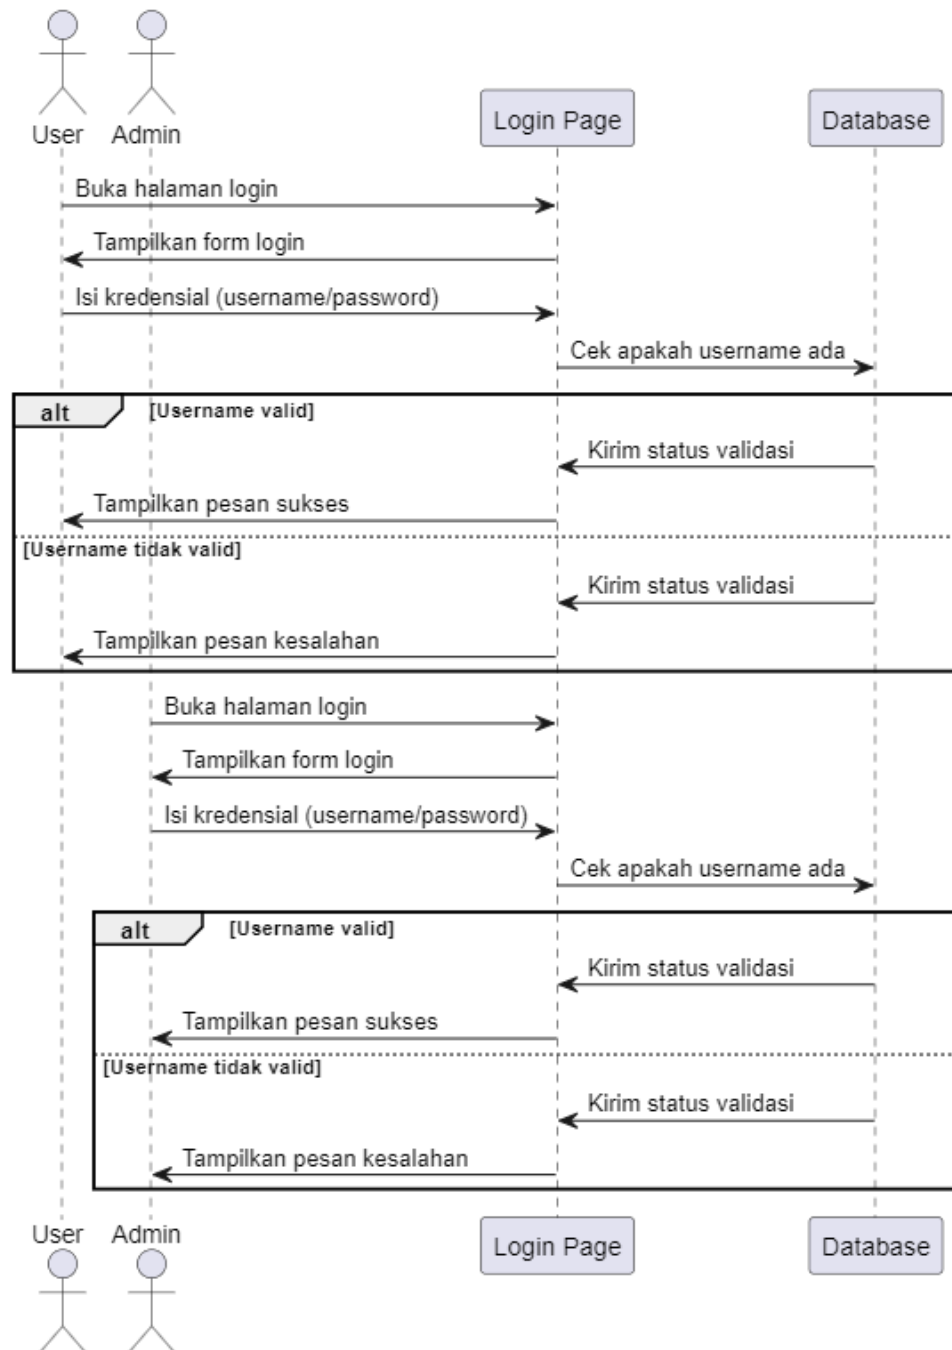 User Admin Login Page Database
Buka halaman login
Tampilkan form login
Isi kredensial (username/password)
Cek apakah username ada
alt [Username valid]
Kirim status validasi
Tampilkan pesan sukses
[Username tidak valid]
Kirim status validasi
Tampilkan pesan kesalahan
Buka halaman login
Tampilkan form login
Isi kredensial (username/password)
Cek apakah username ada
alt [Username valid]
Kirim status validasi
Tampilkan pesan sukses
[Username tidak valid]
Kirim status validasi
Tampilkan pesan kesalahan
User Admin Login Page Database